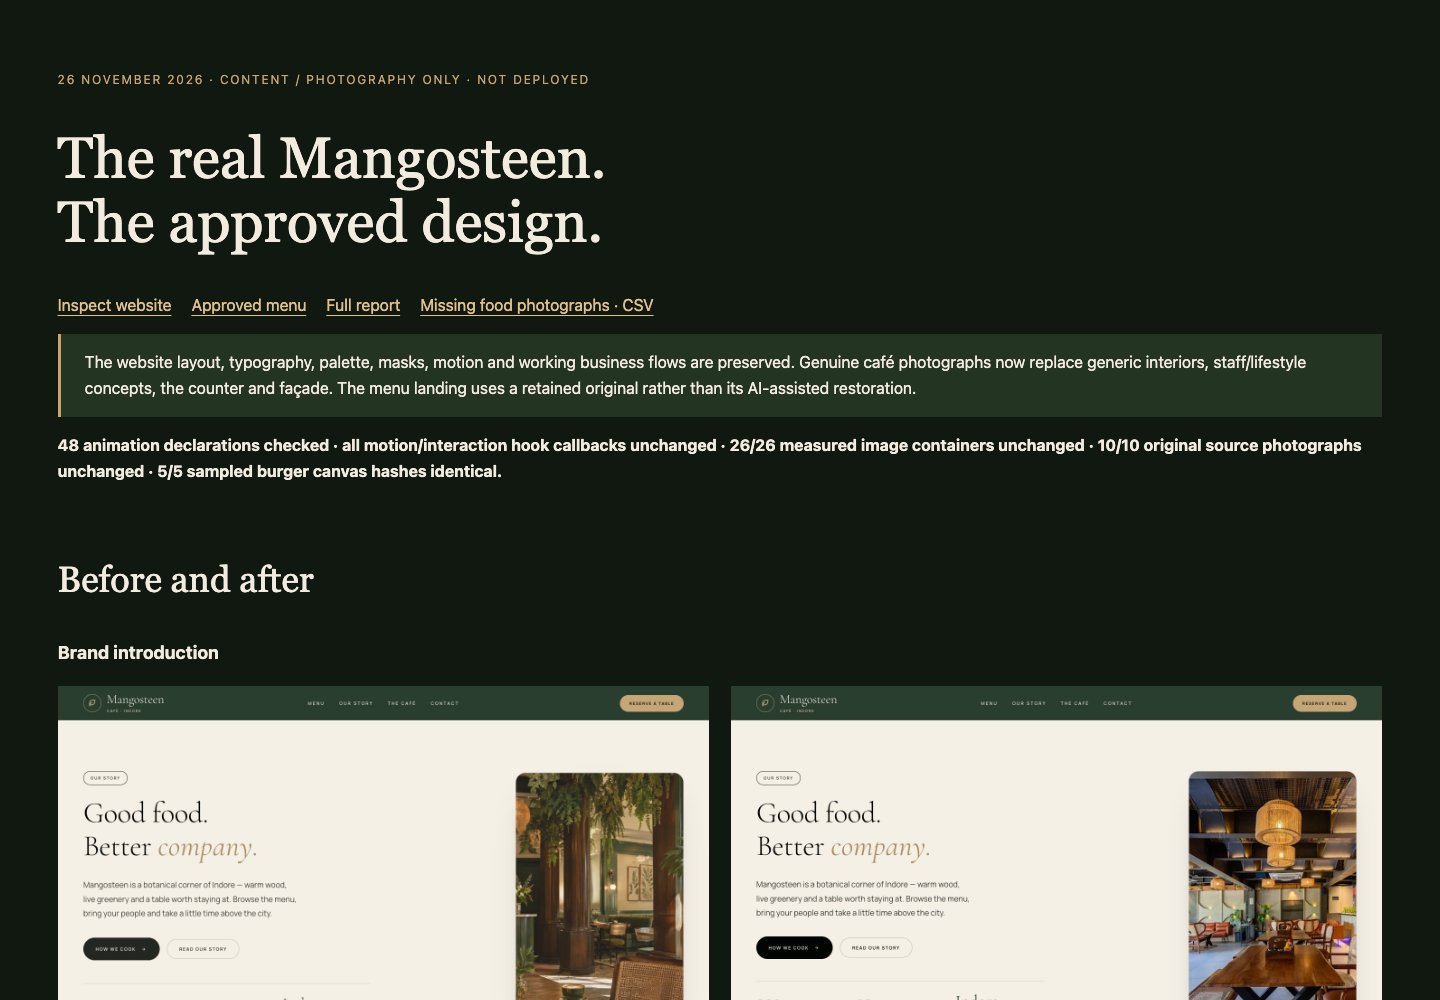 26 NOVEMBER 2026 · CONTENT / PHOTOGRAPHY ONLY · NOT DEPLOYED
The real Mangosteen.
The approved design.
Inspect website Approved menu Full report Missing food photographs · CSV
The website layout, typography, palette, masks, motion and working business flows are preserved. Genuine café photographs now replace generic interiors, staff/lifestyle
concepts, the counter and façade. The menu landing uses a retained original rather than its AI-assisted restoration.
48 animation declarations checked · all motion/interaction hook callbacks unchanged · 26/26 measured image containers unchanged · 10/10 original source photographs
unchanged · 5/5 sampled burger canvas hashes identical.
Before and after
Brand introduction
Mangosteen
CAFÉ · INDORE
MENU OUR STORY THE CAFÉ CONTACT
RESERVE A TABLE
OUR STORY
Good food.
Better company.
Mangosteen is a botanical corner of Indore — warm wood,
live greenery and a table worth staying at. Browse the menu,
bring your people and take a little time above the city.
HOW WE COOK → READ OUR STORY
Mangosteen
CAFÉ · INDORE
MENU OUR STORY THE CAFÉ CONTACT
RESERVE A TABLE
OUR STORY
Good food.
Better company.
Mangosteen is a botanical corner of Indore — warm wood,
live greenery and a table worth staying at. Browse the menu,
bring your people and take a little time above the city.
HOW WE COOK → READ OUR STORY